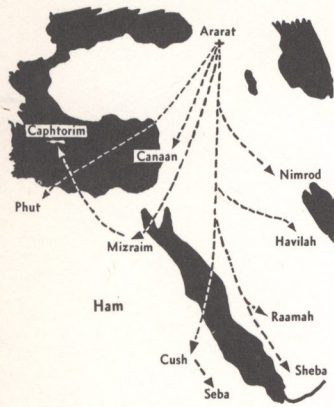 Ararat
Caphtorim
Canaan
Nimrod
Phut
Mizraim
Havilah
Ham
Raamah
Cush
Sheba
Seba